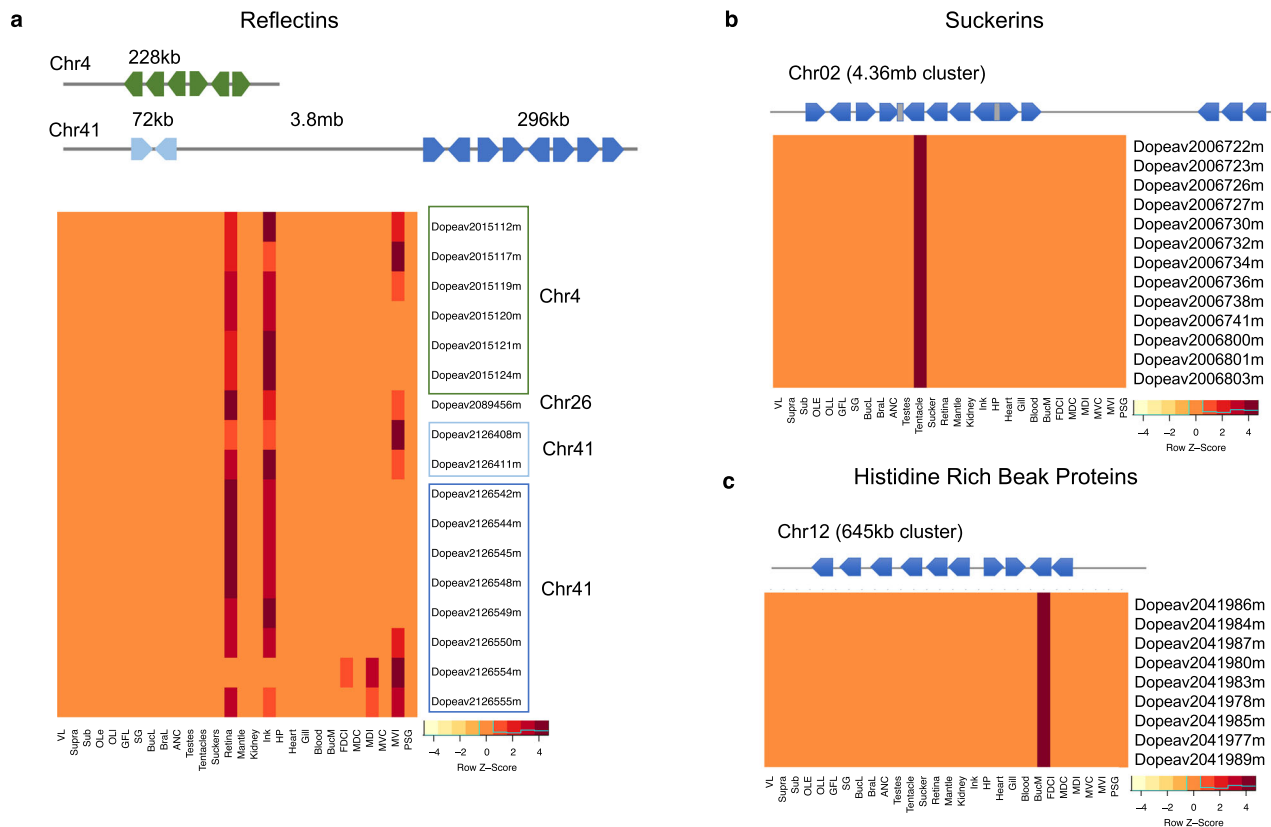 a
Reflectins
Chr4
228kb
Chr41
72kb
3.8mb
296kb
Dopeav2015112m
Dopeav2015117m
Dopeav2015119m
Dopeav2015120m
Dopeav2015121m
Dopeav2015124m
Chr4
Dopeav2089456m
Chr26
Dopeav2126408m
Dopeav2126411m
Chr41
Dopeav2126542m
Dopeav2126544m
Dopeav2126545m
Dopeav2126548m
Dopeav2126549m
Dopeav2126550m
Dopeav2126554m
Dopeav2126555m
Chr41
VL Supra Sub OLe OLl GFL SG BucL BraL ANC Testes Tentacles Suckers Retina Mantle Kidney Ink HP Heart Gill Blood BucM FDCI MDC MDI MVC MVI PSG
−4 −2 0 2 4
Row Z−Score
b
Suckerins
Chr02 (4.36mb cluster)
Dopeav2006722m
Dopeav2006723m
Dopeav2006726m
Dopeav2006727m
Dopeav2006730m
Dopeav2006732m
Dopeav2006734m
Dopeav2006736m
Dopeav2006738m
Dopeav2006741m
Dopeav2006800m
Dopeav2006801m
Dopeav2006803m
VL Supra Sub OLE OLL GFL SG BucL BraL ANC Testes Tentacle Sucker Retina Mantle Kidney Ink HP Heart Gill Blood BucM FDCI MDC MDI MVC MVI PSG
−4 −2 0 2 4
Row Z−Score
c
Histidine Rich Beak Proteins
Chr12 (645kb cluster)
Dopeav2041986m
Dopeav2041984m
Dopeav2041987m
Dopeav2041980m
Dopeav2041983m
Dopeav2041978m
Dopeav2041985m
Dopeav2041977m
Dopeav2041989m
VL Supra Sub OLE OLL GFL SG BucL BraL ANC Testes Tentacle Sucker Retina Mantle Kidney Ink HP Heart Gill Blood BucM FDCI MDC MDI MVC MVI PSG
−4 −2 0 2 4
Row Z−Score